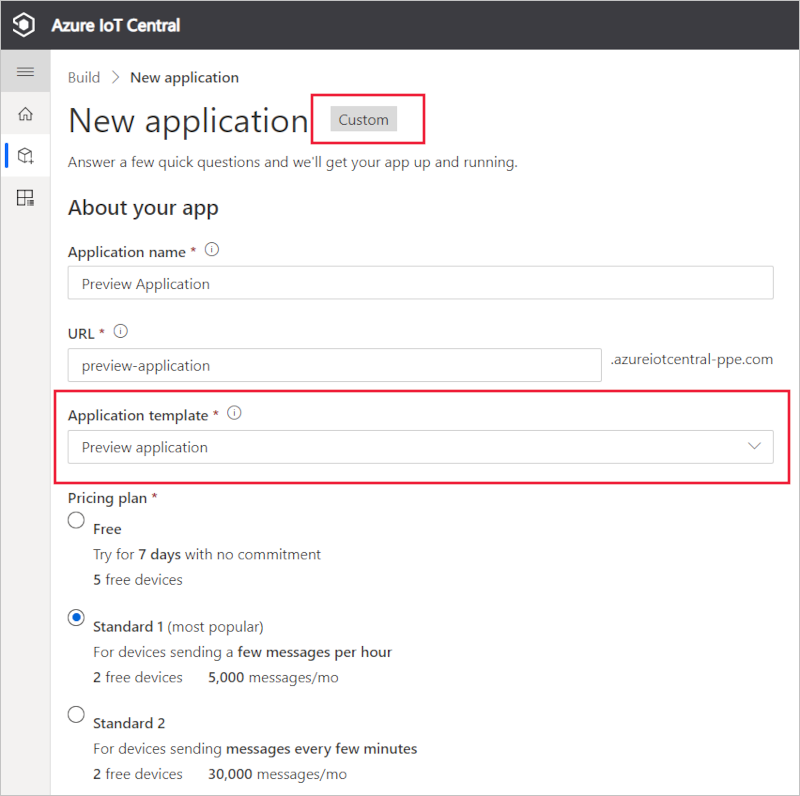 Azure IoT Central
Build > New application
New application Custom
Answer a few quick questions and we'll get your app up and running.
About your app
Application name *
Preview Application
URL *
preview-application .azureiotcentral-ppe.com
Application template *
Preview application
Pricing plan *
Free
Try for 7 days with no commitment
5 free devices
Standard 1 (most popular)
For devices sending a few messages per hour
2 free devices 5,000 messages/mo
Standard 2
For devices sending messages every few minutes
2 free devices 30,000 messages/mo